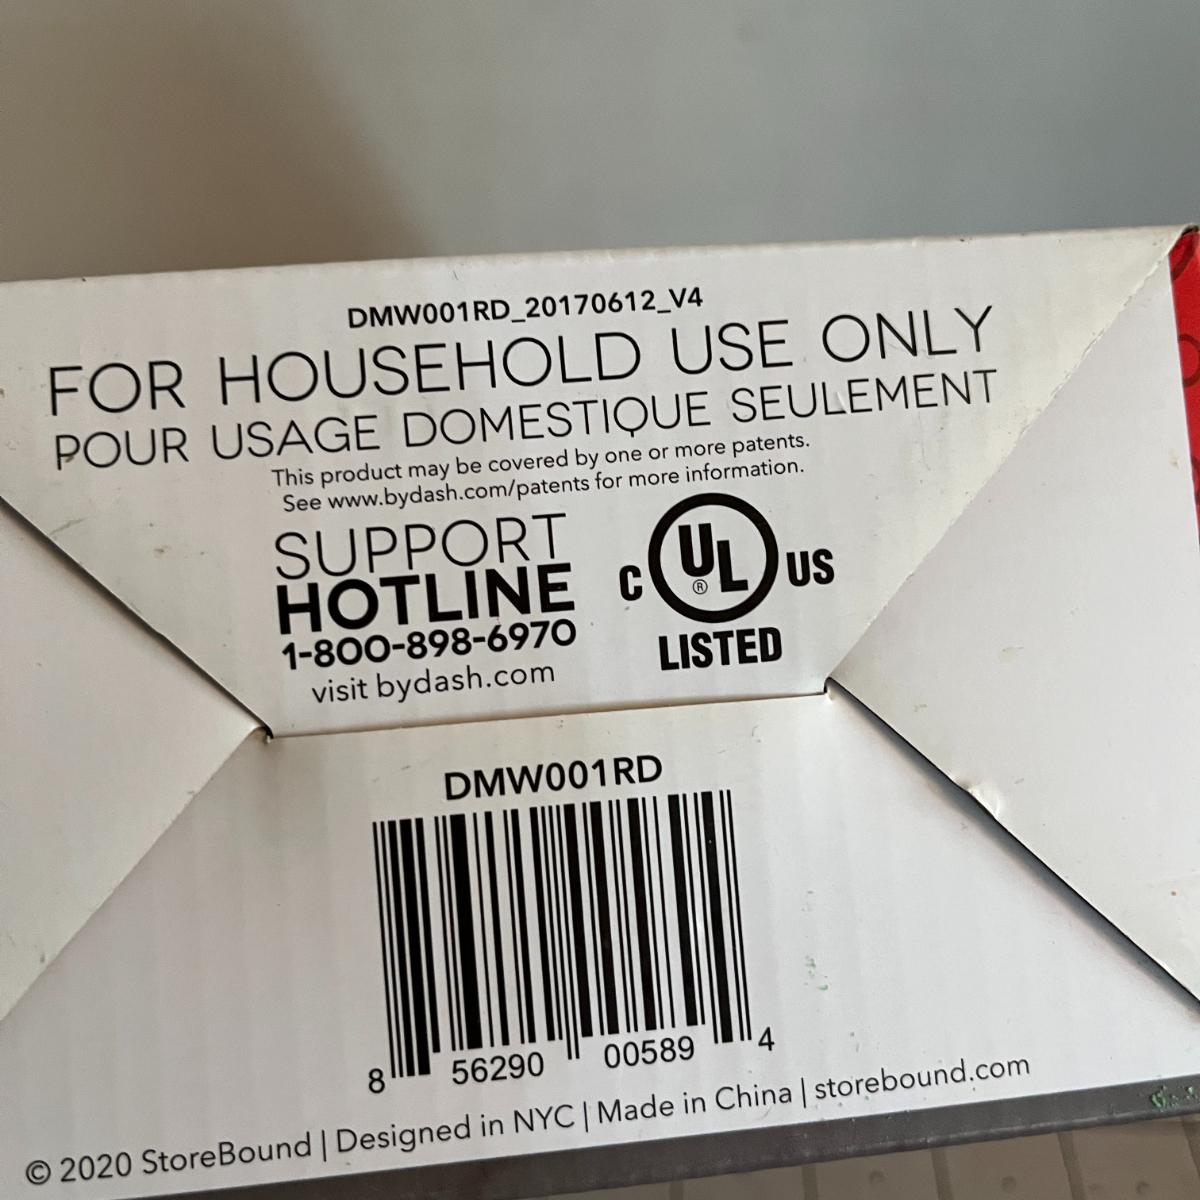 DMW001RD_20170612_V4
FOR HOUSEHOLD USE ONLY
POUR USAGE DOMESTIQUE SEULEMENT
This product may be covered by one or more patents.
See www.bydash.com/patents for more information.
SUPPORT
HOTLINE
1-800-898-6970
visit bydash.com
C UL® US
LISTED
DMW001RD
8 56290 00589 4
© 2020 StoreBound | Designed in NYC | Made in China | storebound.com